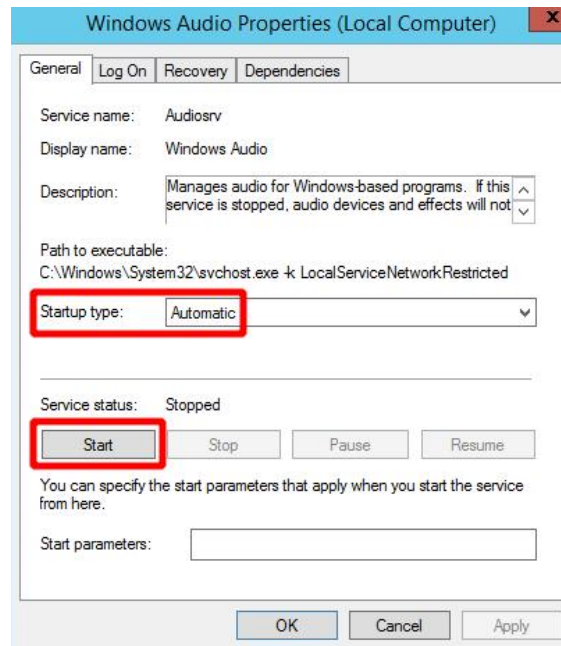 Windows Audio Properties (Local Computer)
x
General Log On Recovery Dependencies
Service name: Audiosrv
Display name: Windows Audio
Description: Manages audio for Windows-based programs. If this
service is stopped, audio devices and effects will not
Path to executable:
C:\Windows\System32\svchost.exe -k LocalServiceNetworkRestricted
Startup type: Automatic
Service status: Stopped
Start Stop Pause Resume
You can specify the start parameters that apply when you start the service
from here.
Start parameters:
OK Cancel Apply